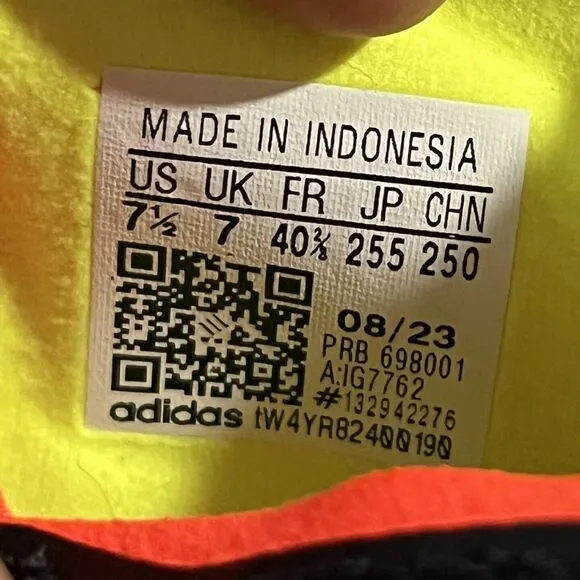 MADE IN INDONESIA
US UK FR JP CHN
7½ 7 40⅔ 255 250
08/23
PRB 698001
A:IG7762
#132942276
adidas tW4YR82400190